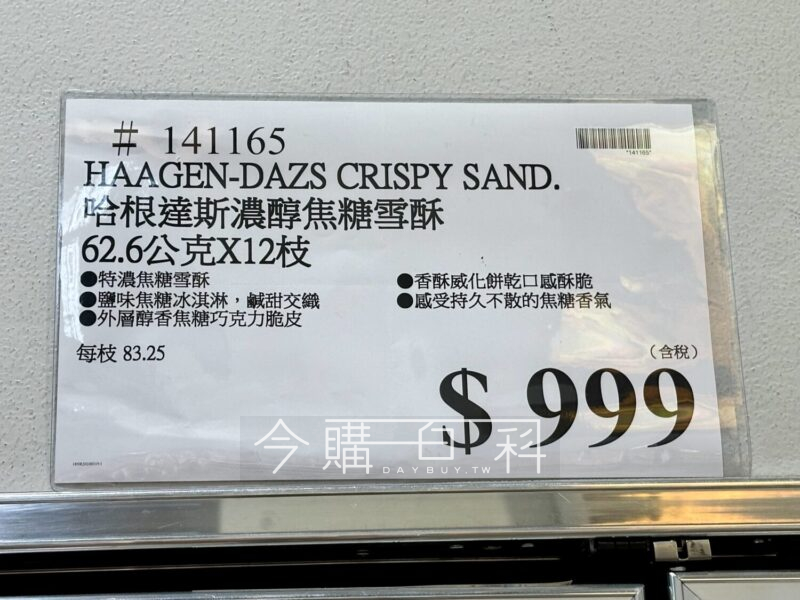 # 141165
*141165*
HAAGEN-DAZS CRISPY SAND.
哈根達斯濃醇焦糖雪酥
62.6公克X12枝
●特濃焦糖雪酥
●鹽味焦糖冰淇淋，鹹甜交織
●外層醇香焦糖巧克力脆皮
●香酥威化餅乾口感酥脆
●感受持久不散的焦糖香氣
每枝 83.25
（含稅）
$ 999
今購百科
DAYBUY.TW